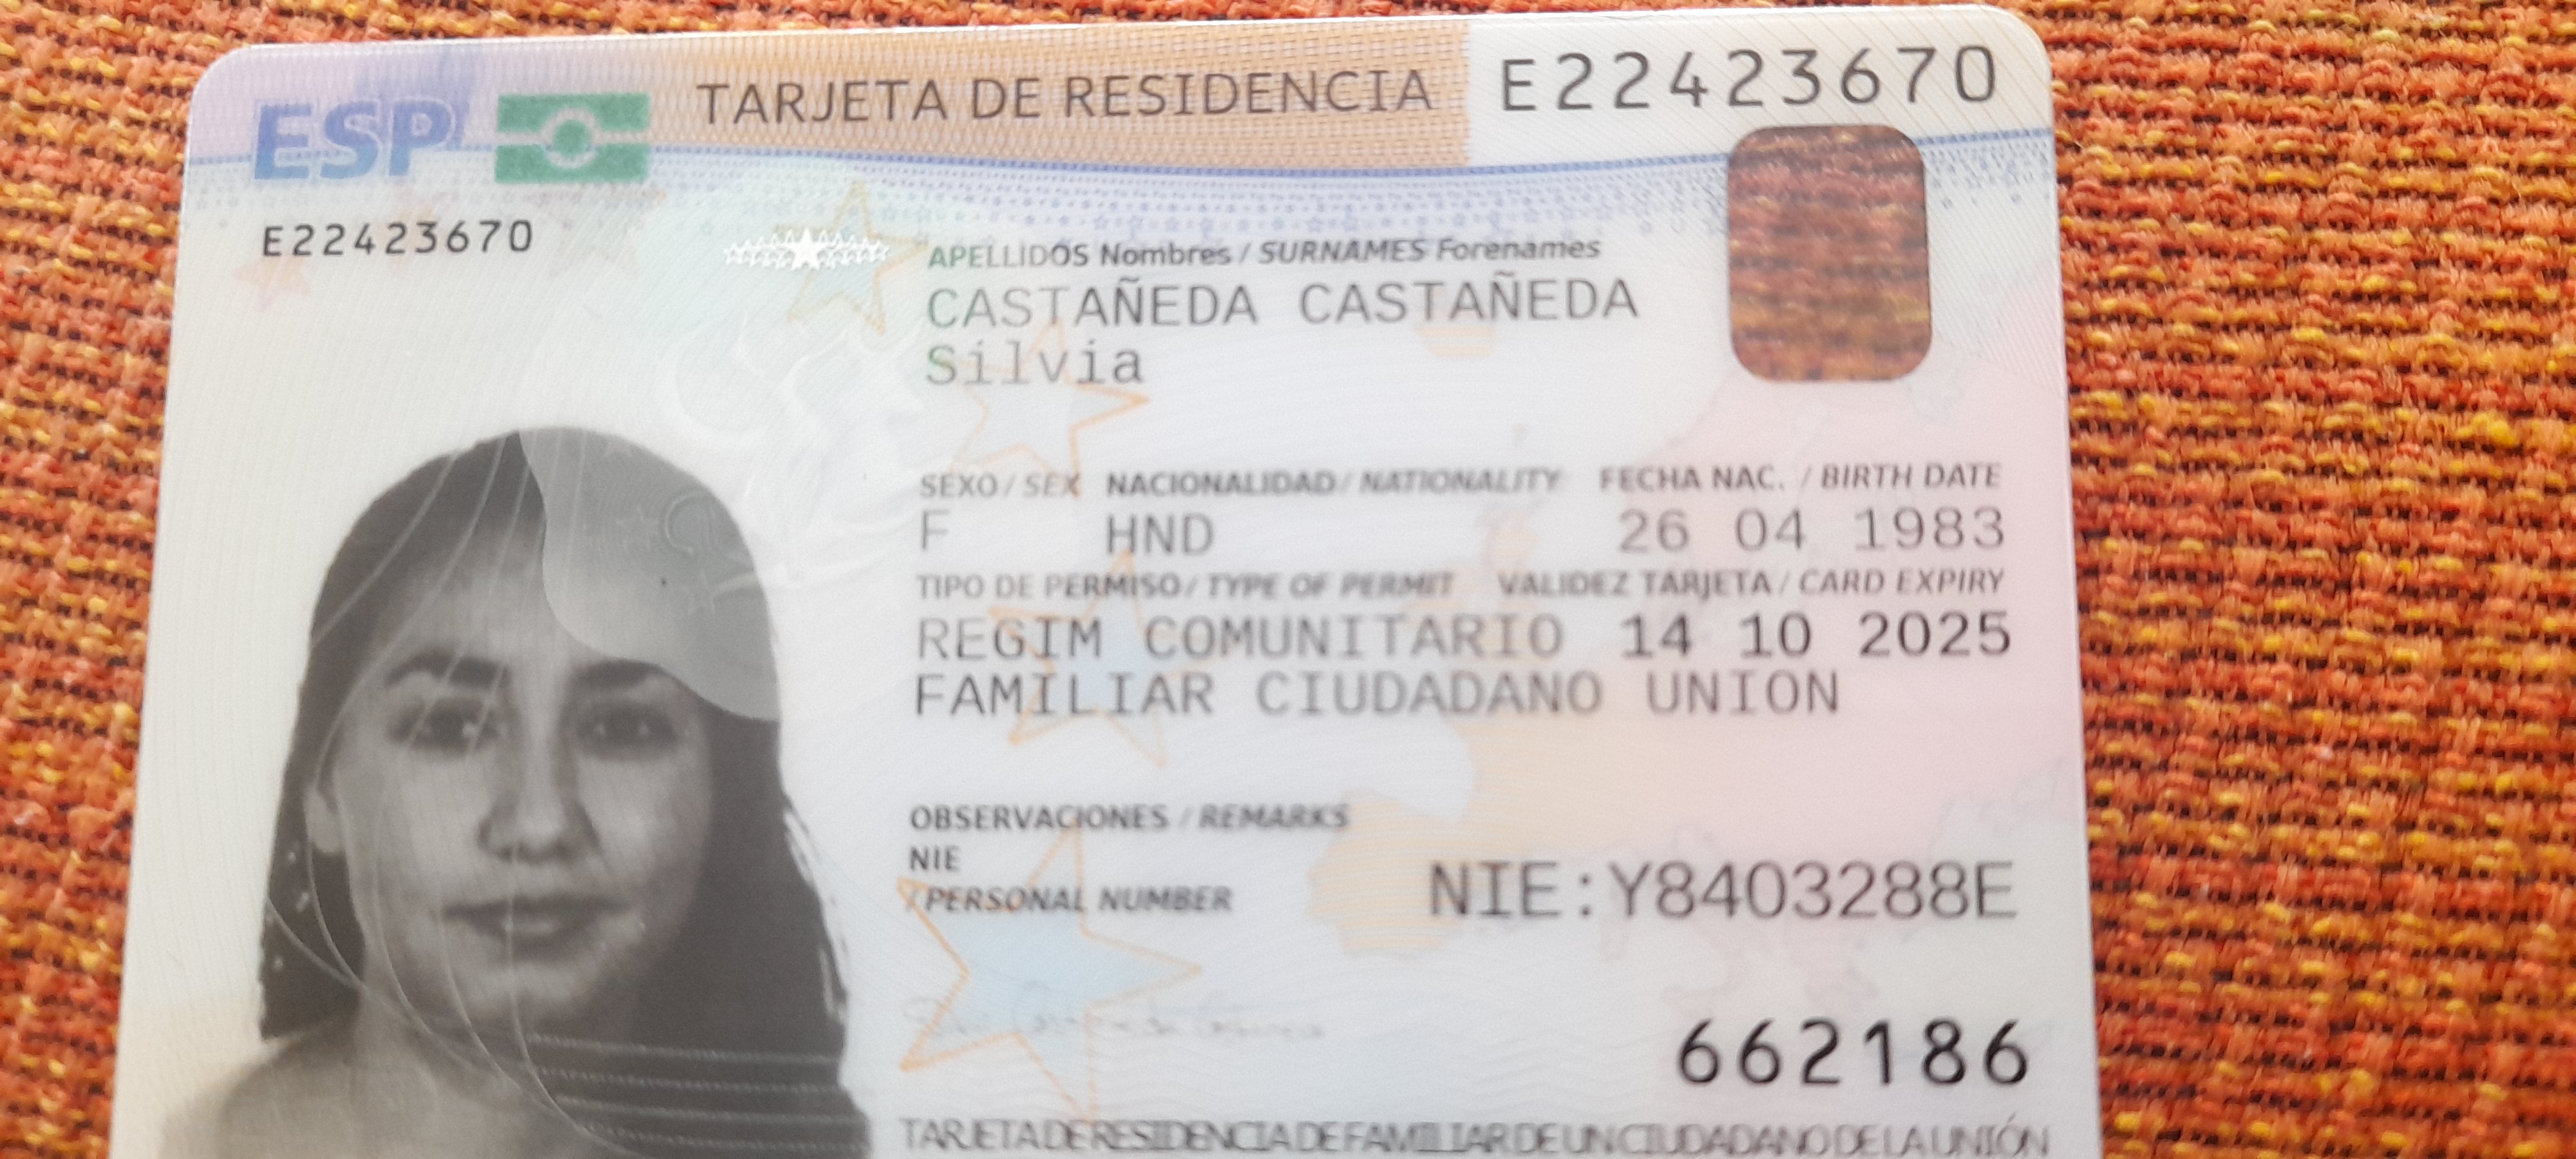 ESP TARJETA DE RESIDENCIA E22423670
E22423670
APELLIDOS Nombres / SURNAMES Forenames
CASTAÑEDA CASTAÑEDA
Silvia
SEXO / SEX NACIONALIDAD / NATIONALITY FECHA NAC. / BIRTH DATE
F HND 26 04 1983
TIPO DE PERMISO / TYPE OF PERMIT VALIDEZ TARJETA / CARD EXPIRY
REGIM COMUNITARIO 14 10 2025
FAMILIAR CIUDADANO UNION
OBSERVACIONES / REMARKS
NIE
/PERSONAL NUMBER NIE:Y8403288E
662186
TARJETADERESIDENCIADEFAMILIARDEUNCIUDADANODELAUNIÓN